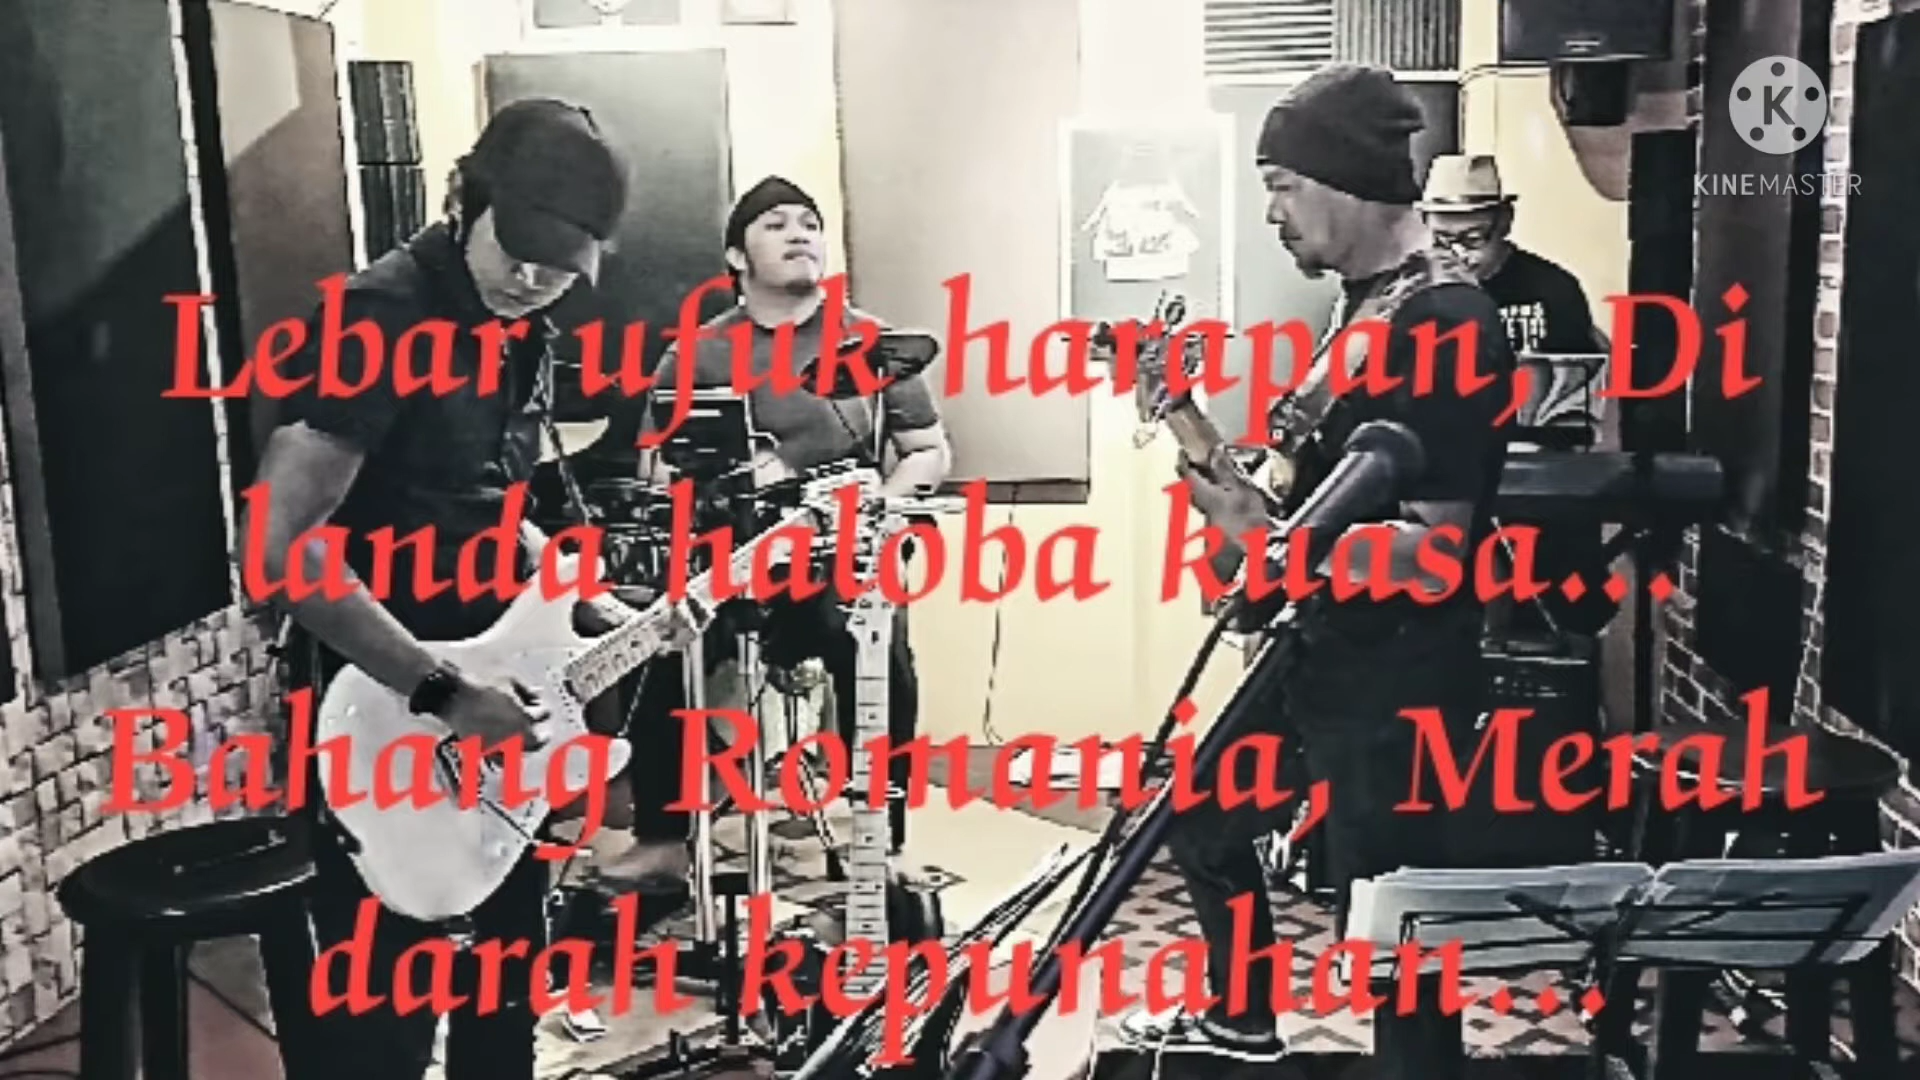 KINEMASTER
Lebar ufuk harapan, Di
landa haloba kuasa...
Bahang Romania, Merah
darah kepunahan...